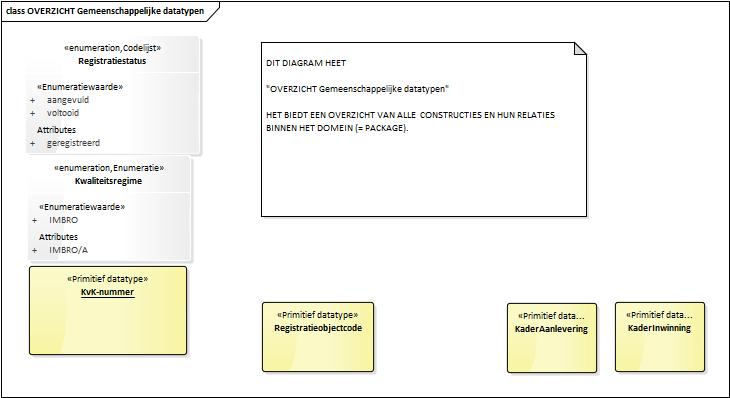 class OVERZICHT Gemeenschappelijke datatypen
«enumeration,Codelijst»
Registratiestatus
«Enumeratiewaarde»
+ aangevuld
+ voltooid
Attributes
+ geregistreerd
«enumeration,Enumeratie»
Kwaliteitsregime
«Enumeratiewaarde»
+ IMBRO
Attributes
+ IMBRO/A
«Primitief datatype»
KvK-nummer
DIT DIAGRAM HEET
"OVERZICHT Gemeenschappelijke datatypen"
HET BIEDT EEN OVERZICHT VAN ALLE CONSTRUCTIES EN HUN RELATIES
BINNEN HET DOMEIN (= PACKAGE).
«Primitief datatype»
Registratieobjectcode
«Primitief data...
KaderAanlevering
«Primitief data...
KaderInwinning